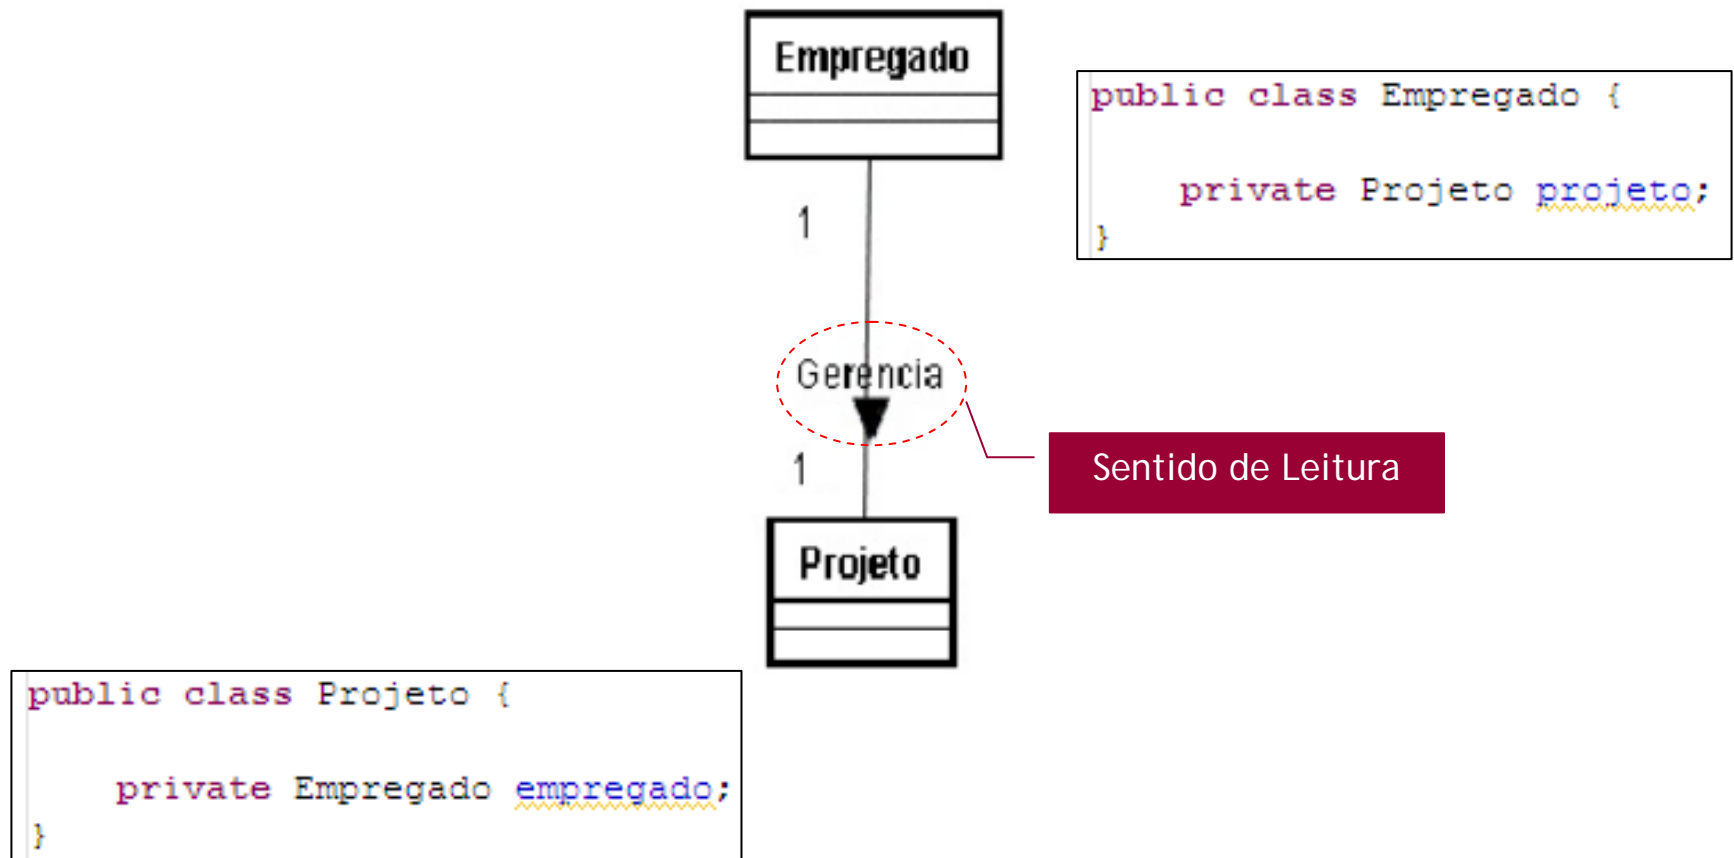 Empregado
public class Empregado {
private Projeto projeto;
}
1
Gerencia
1
Sentido de Leitura
Projeto
public class Projeto {
private Empregado empregado;
}